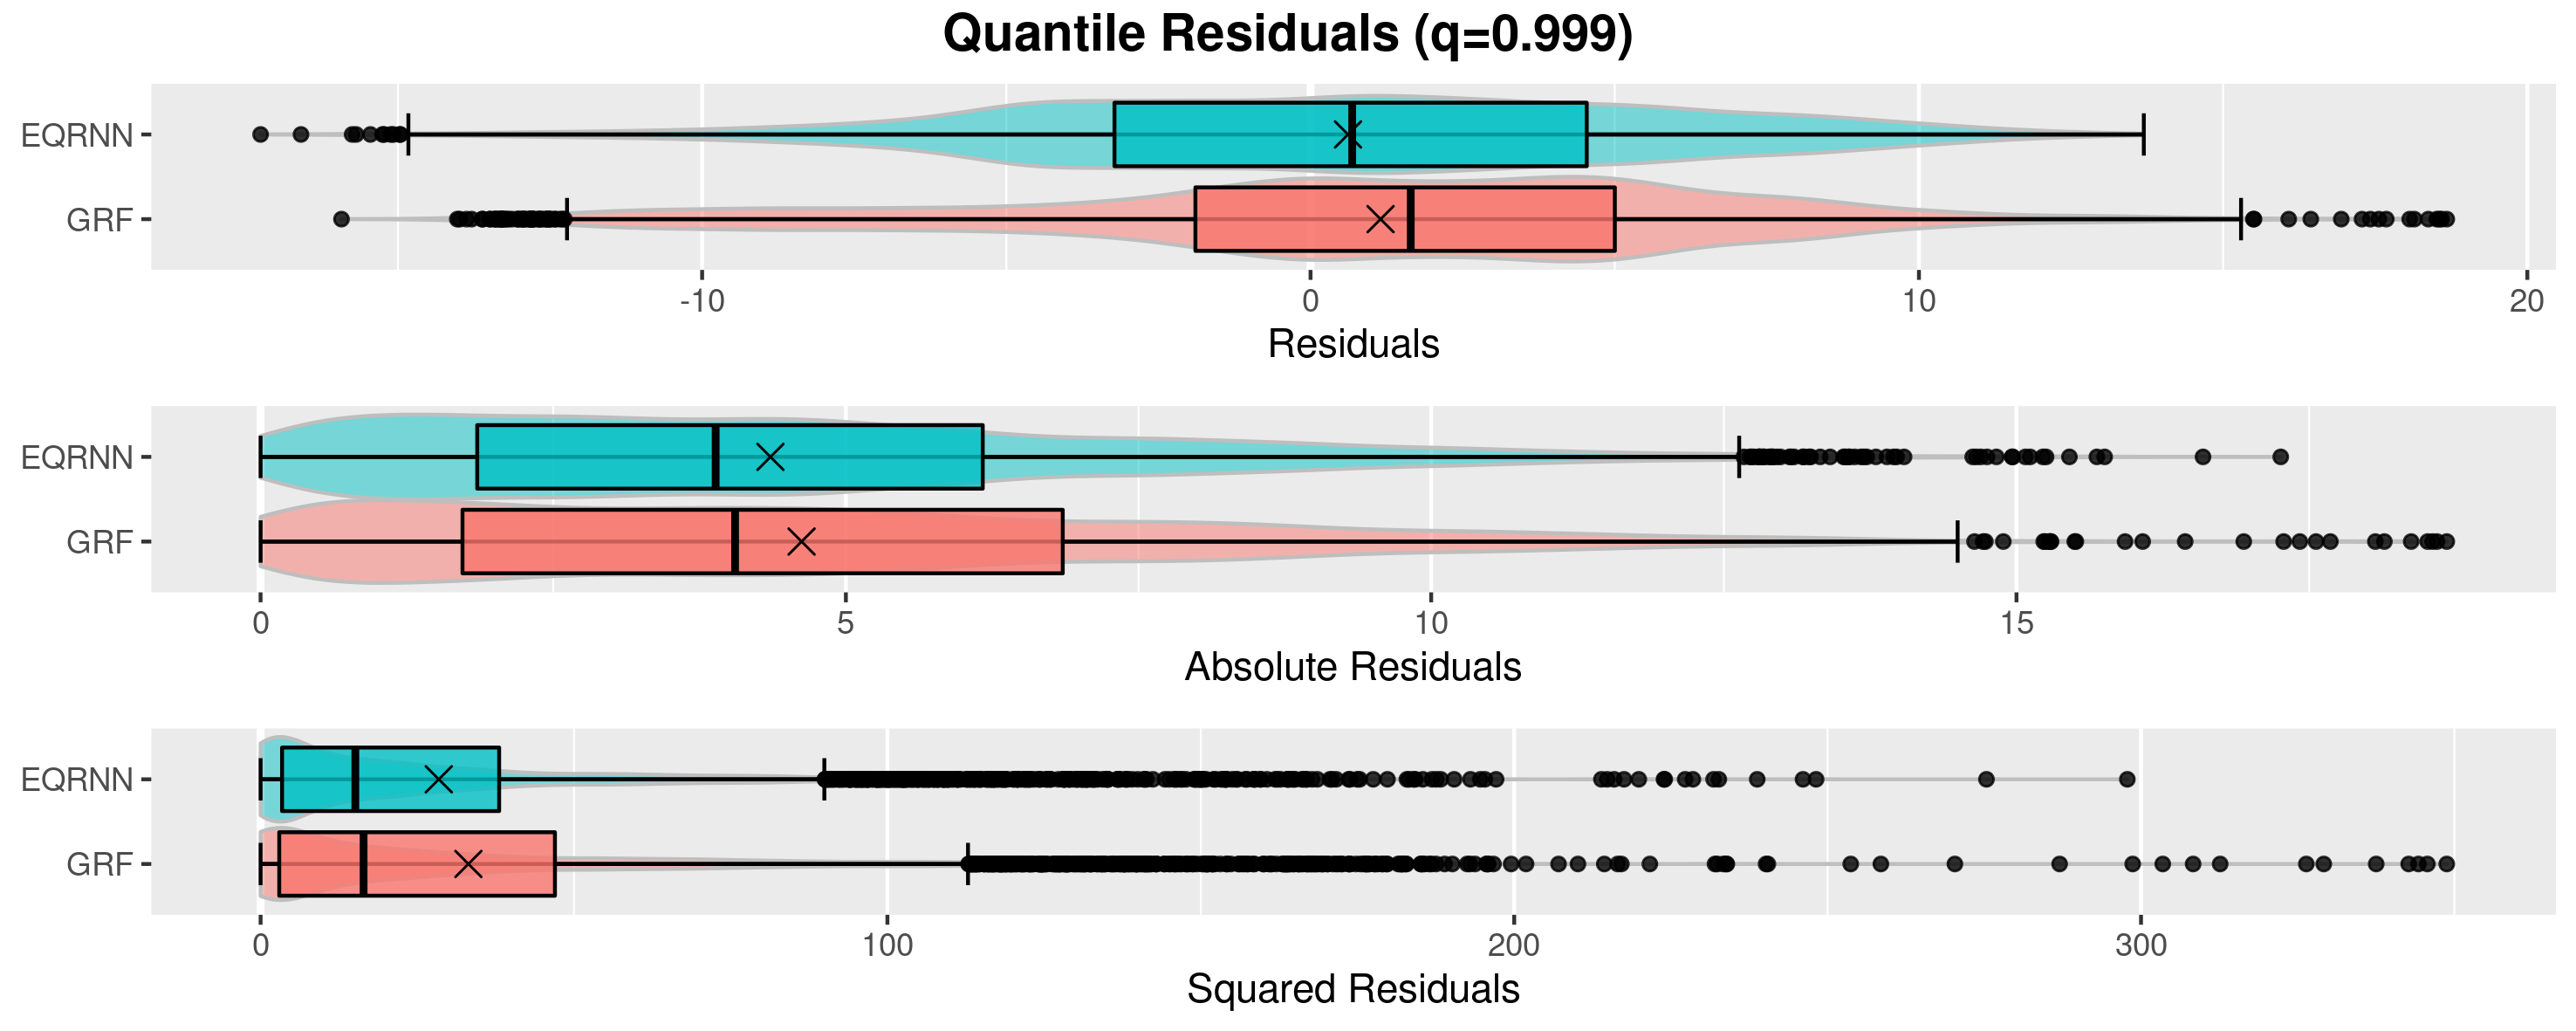 Quantile Residuals (q=0.999)
EQRNN
GRF
-10 0 10 20
Residuals
EQRNN
GRF
0 5 10 15
Absolute Residuals
EQRNN
GRF
0 100 200 300
Squared Residuals